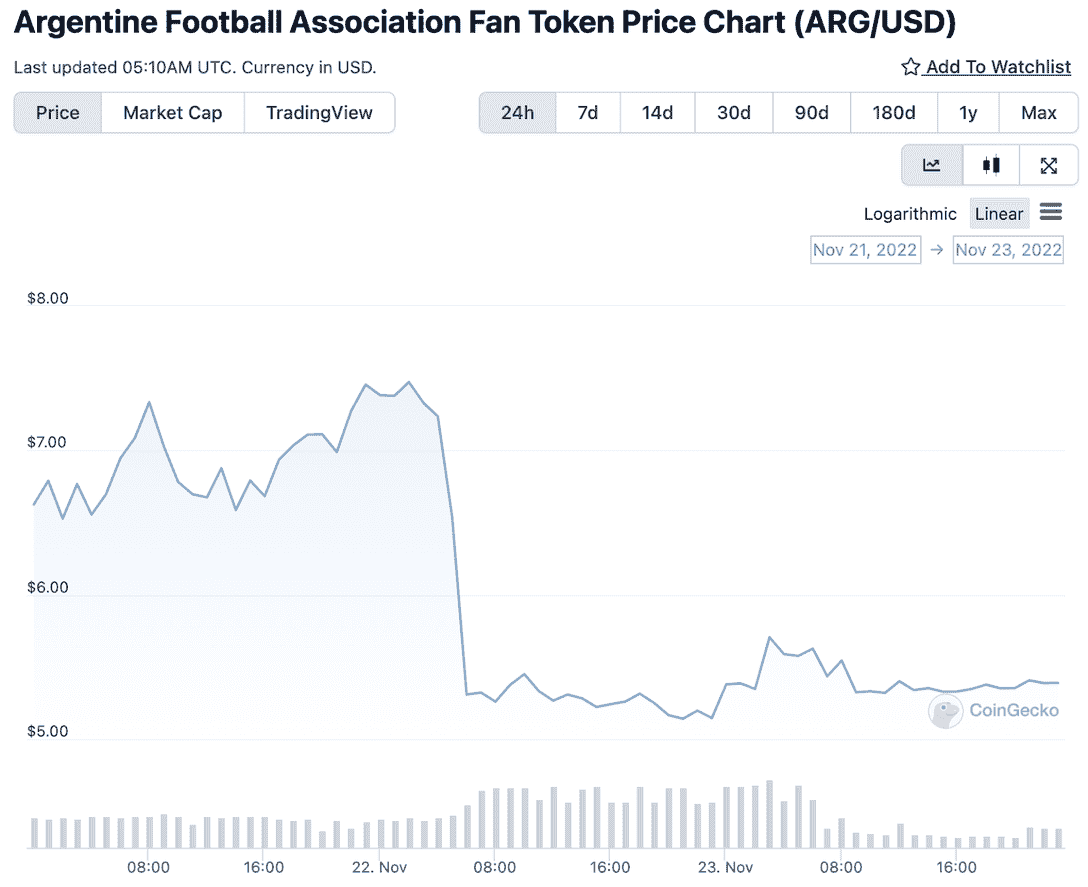 Argentine Football Association Fan Token Price Chart (ARG/USD)
Last updated 05:10AM UTC. Currency in USD.
Add To Watchlist
Price Market Cap TradingView
24h 7d 14d 30d 90d 180d 1y Max
Logarithmic Linear
Nov 21, 2022 → Nov 23, 2022
$8.00
$7.00
$6.00
$5.00
CoinGecko
08:00 16:00 22. Nov 08:00 16:00 23. Nov 08:00 16:00